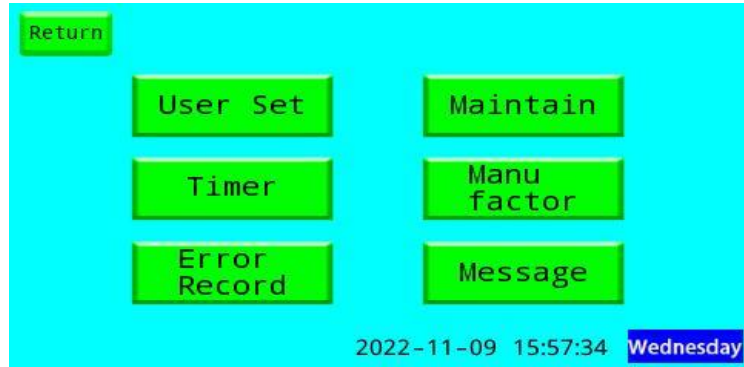 Return
User Set
Maintain
Timer
Manu
factor
Error
Record
Message
2022-11-09 15:57:34 Wednesday